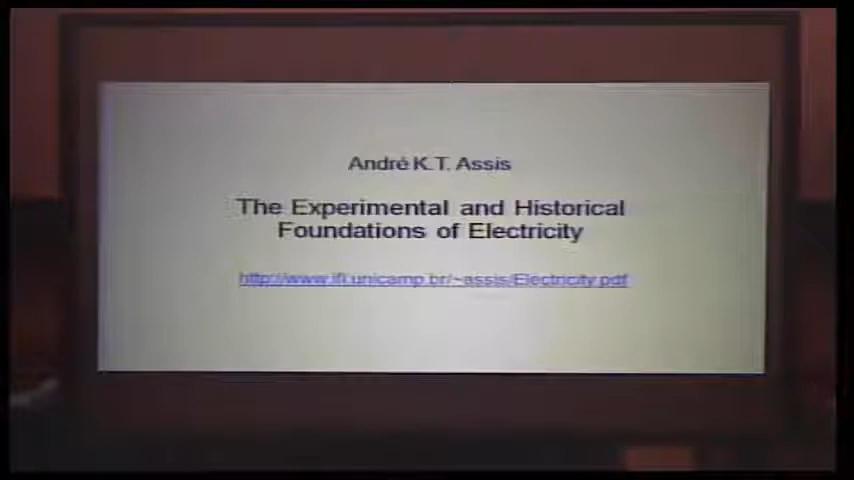 André K.T. Assis
The Experimental and Historical
Foundations of Electricity
http://www.ifi.unicamp.br/~assis/Electricity.pdf